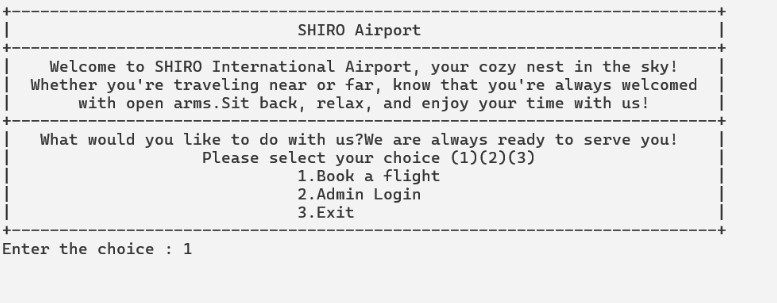 SHIRO Airport
Welcome to SHIRO International Airport, your cozy nest in the sky!
Whether you're traveling near or far, know that you're always welcomed
with open arms.Sit back, relax, and enjoy your time with us!
What would you like to do with us?We are always ready to serve you!
Please select your choice (1)(2)(3)
1.Book a flight
2.Admin Login
3.Exit
Enter the choice : 1